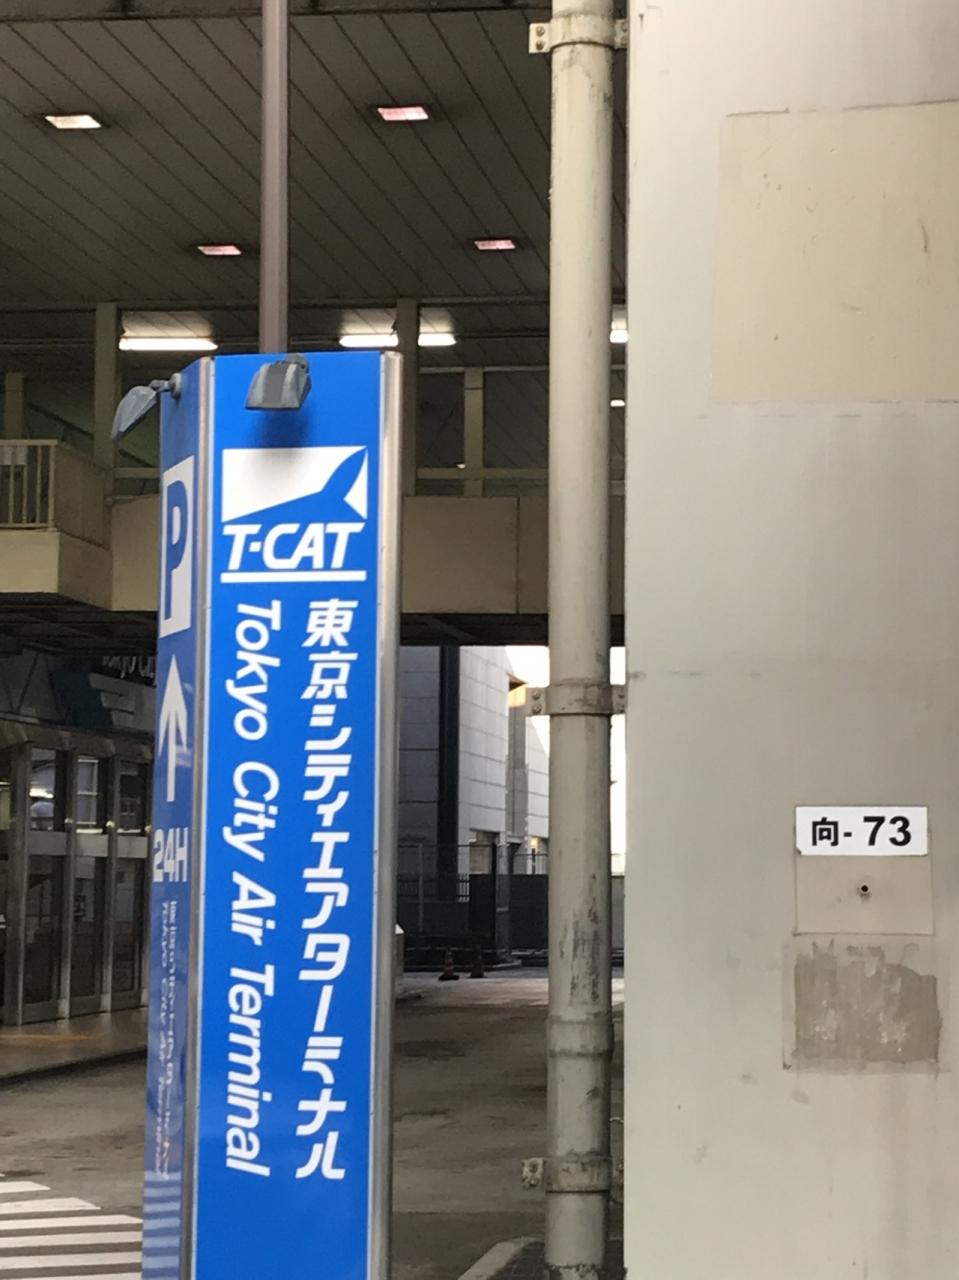 T-CAT
東京シティエアターミナル
Tokyo City Air Terminal
P
24H
向-73